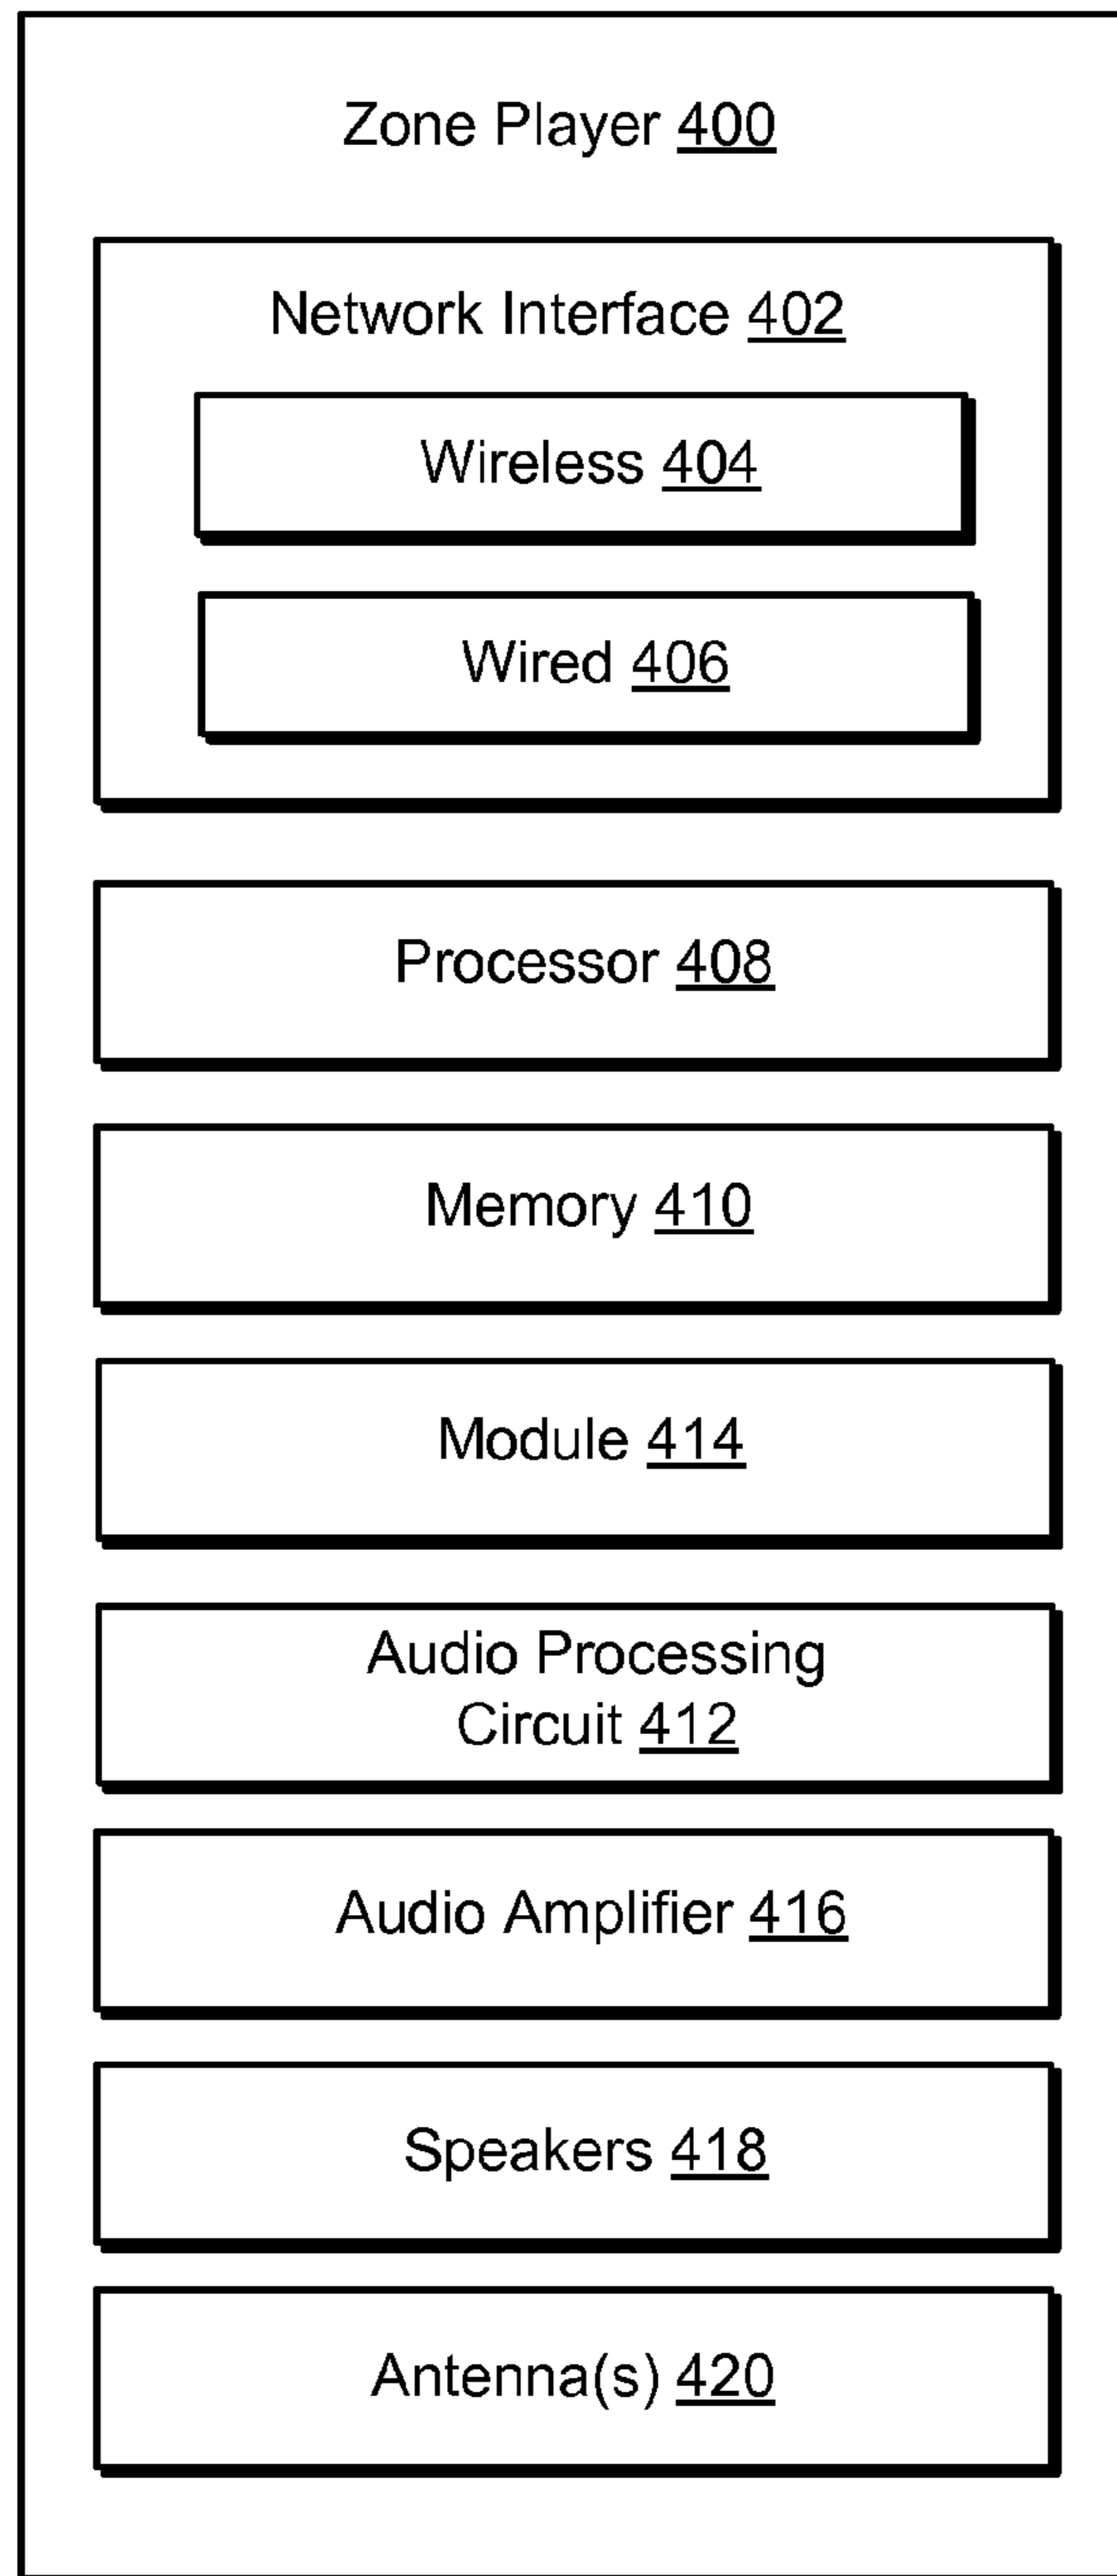 Zone Player 400
Network Interface 402
Wireless 404
Wired 406
Processor 408
Memory 410
Module 414
Audio Processing
Circuit 412
Audio Amplifier 416
Speakers 418
Antenna(s) 420